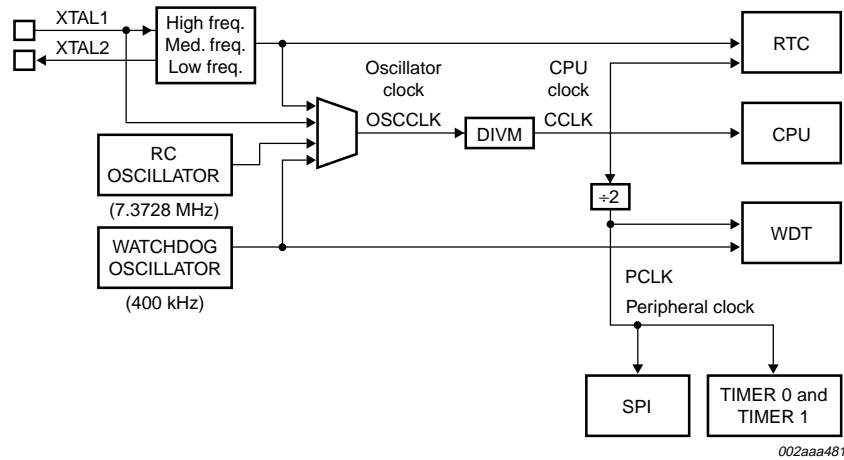 XTAL1
XTAL2
High freq.
Med. freq.
Low freq.
RTC
Oscillator
clock
OSCCLK
CPU
clock
CCLK
DIVM
CPU
RC
OSCILLATOR
(7.3728 MHz)
÷2
WATCHDOG
OSCILLATOR
(400 kHz)
WDT
PCLK
Peripheral clock
SPI
TIMER 0 and
TIMER 1
002aaa481